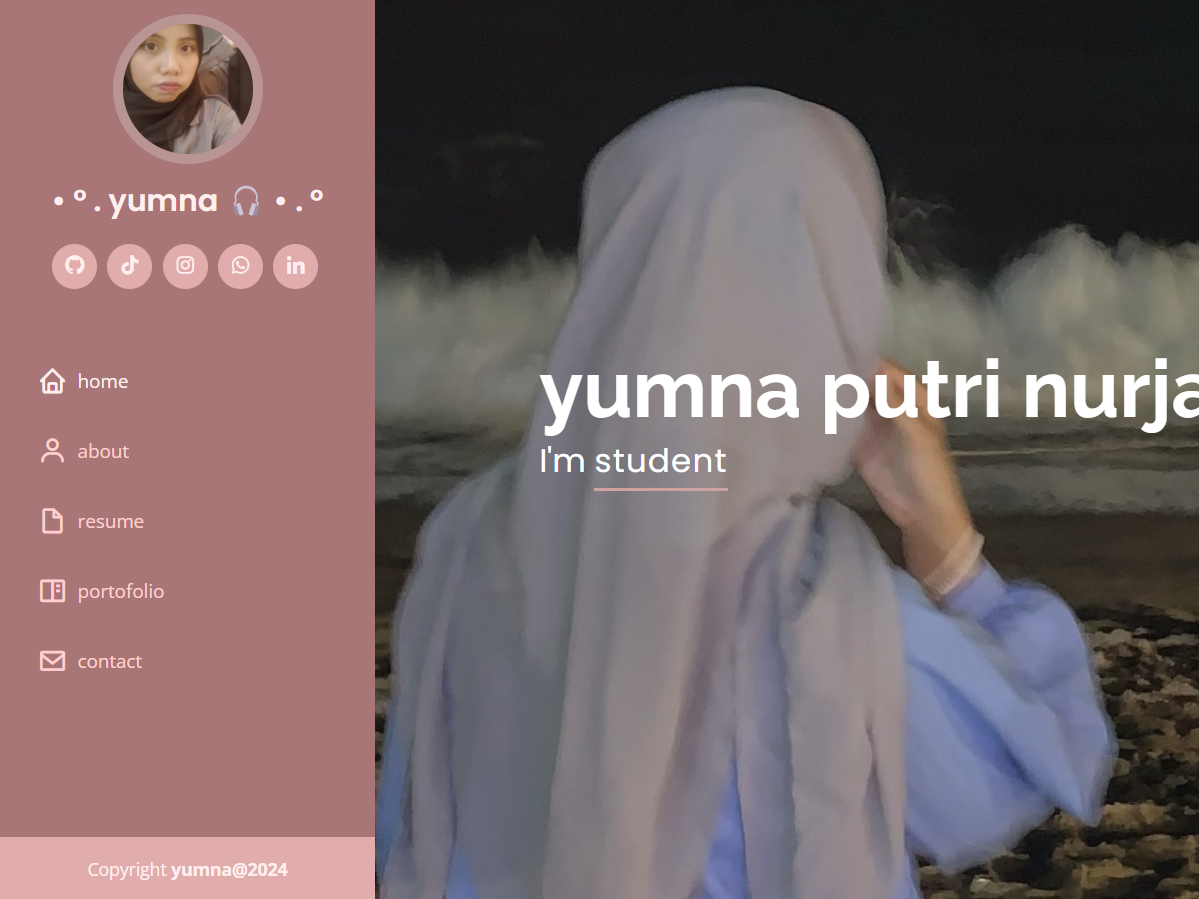 • º . yumna 🎧 • . º
home
about
resume
portofolio
contact
Copyright yumna@2024
yumna putri nurja
I'm student